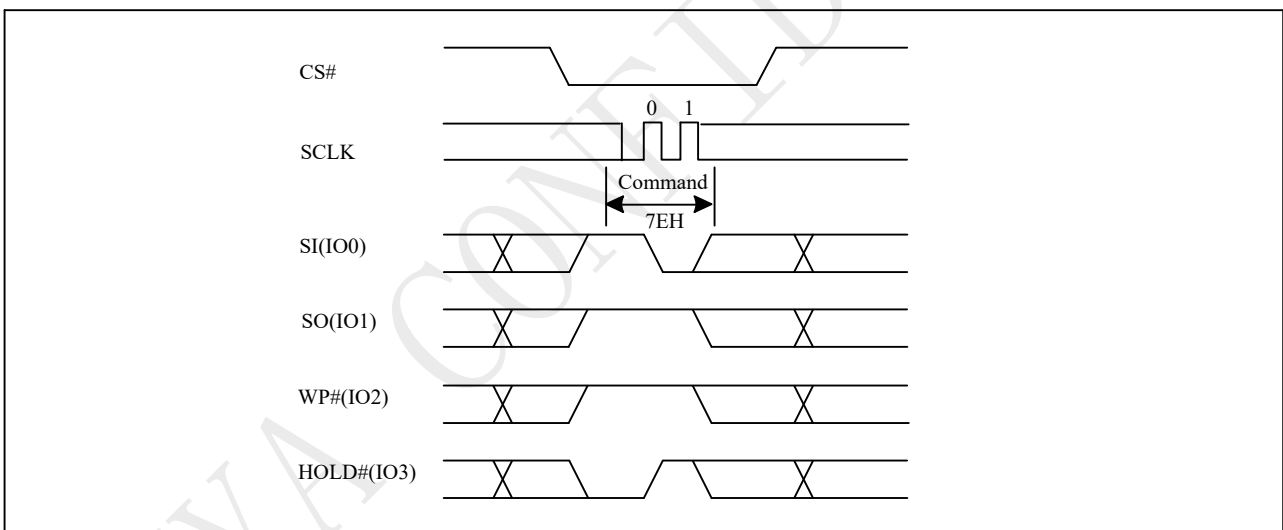 CS#
0 1
SCLK
Command
7EH
SI(IO0)
SO(IO1)
WP#(IO2)
HOLD#(IO3)